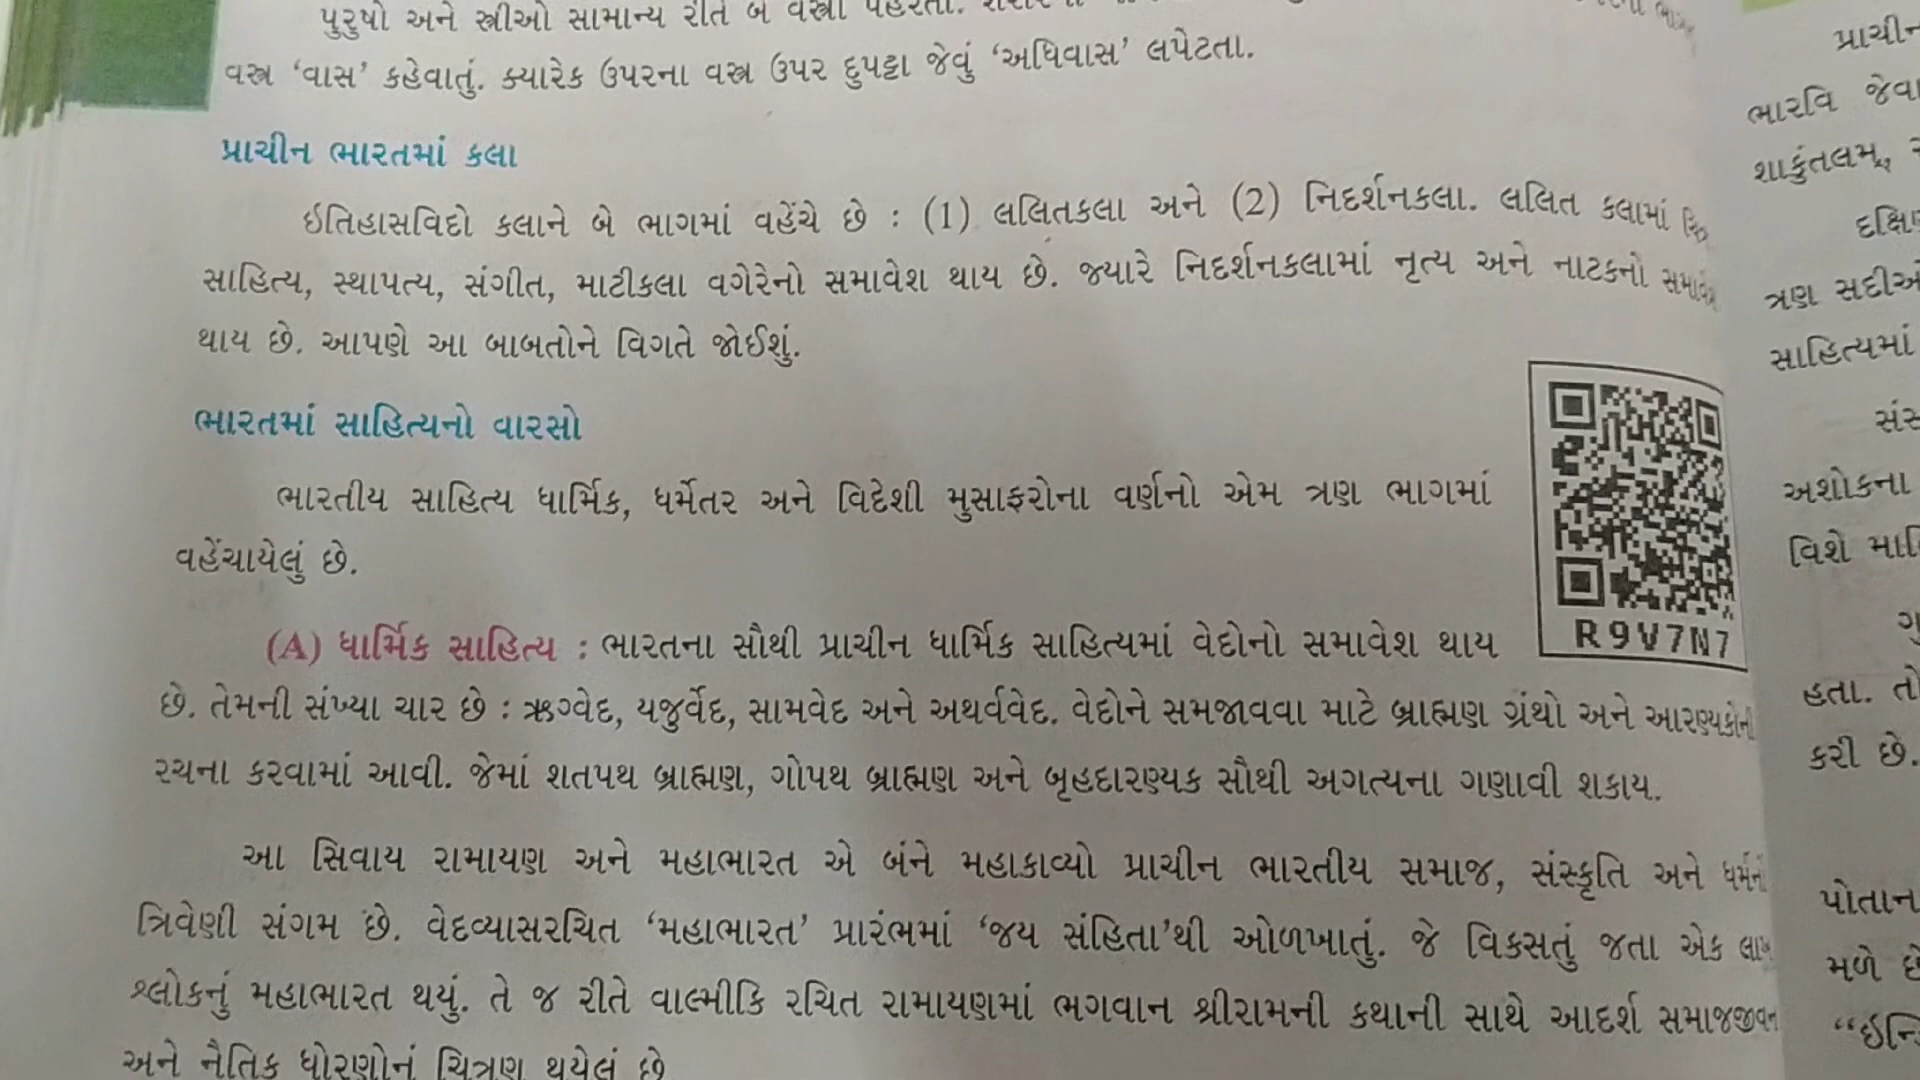 પુરુષો અને સ્ત્રીઓ સામાન્ય રીતે બે વસ્ત્રો પહેરતા.
વસ્ત્ર ‘વાસ’ કહેવાતું. ક્યારેક ઉપરના વસ્ત્ર ઉપર દુપટ્ટા જેવું ‘અધિવાસ’ લપેટતા.
પ્રાચીન ભારતમાં કલા
ઇતિહાસવિદો કલાને બે ભાગમાં વહેંચે છે : (1) લલિતકલા અને (2) નિદર્શનકલા. લલિત કલામાં
સાહિત્ય, સ્થાપત્ય, સંગીત, માટીકલા વગેરેનો સમાવેશ થાય છે. જ્યારે નિદર્શનકલામાં નૃત્ય અને નાટકનો સમાવેશ
થાય છે. આપણે આ બાબતોને વિગતે જોઈશું.
ભારતમાં સાહિત્યનો વારસો
ભારતીય સાહિત્ય ધાર્મિક, ધર્મેતર અને વિદેશી મુસાફરોના વર્ણનો એમ ત્રણ ભાગમાં
વહેંચાયેલું છે.
R9V7N7
(A) ધાર્મિક સાહિત્ય : ભારતના સૌથી પ્રાચીન ધાર્મિક સાહિત્યમાં વેદોનો સમાવેશ થાય
છે. તેમની સંખ્યા ચાર છે : ઋગ્વેદ, યજુર્વેદ, સામવેદ અને અથર્વવેદ. વેદોને સમજાવવા માટે બ્રાહ્મણ ગ્રંથો અને આરણ્યકોની
રચના કરવામાં આવી. જેમાં શતપથ બ્રાહ્મણ, ગોપથ બ્રાહ્મણ અને બૃહદારણ્યક સૌથી અગત્યના ગણાવી શકાય.
આ સિવાય રામાયણ અને મહાભારત એ બંને મહાકાવ્યો પ્રાચીન ભારતીય સમાજ, સંસ્કૃતિ અને ધર્મનો
ત્રિવેણી સંગમ છે. વેદવ્યાસરચિત ‘મહાભારત’ પ્રારંભમાં ‘જય સંહિતા’થી ઓળખાતું. જે વિકસતું જતા એક લાખ
શ્લોકનું મહાભારત થયું. તે જ રીતે વાલ્મીકિ રચિત રામાયણમાં ભગવાન શ્રીરામની કથાની સાથે આદર્શ સમાજજીવન
અને નૈતિક ધોરણોનું ચિત્રણ થયેલું છે
પ્રાચીન
ભારવિ જેવા
શાકુંતલમ્,
ત્રણ સદીઓ
સાહિત્યમાં
અશોકના
વિશે
હતા. તો
કરી છે.
મળે છે